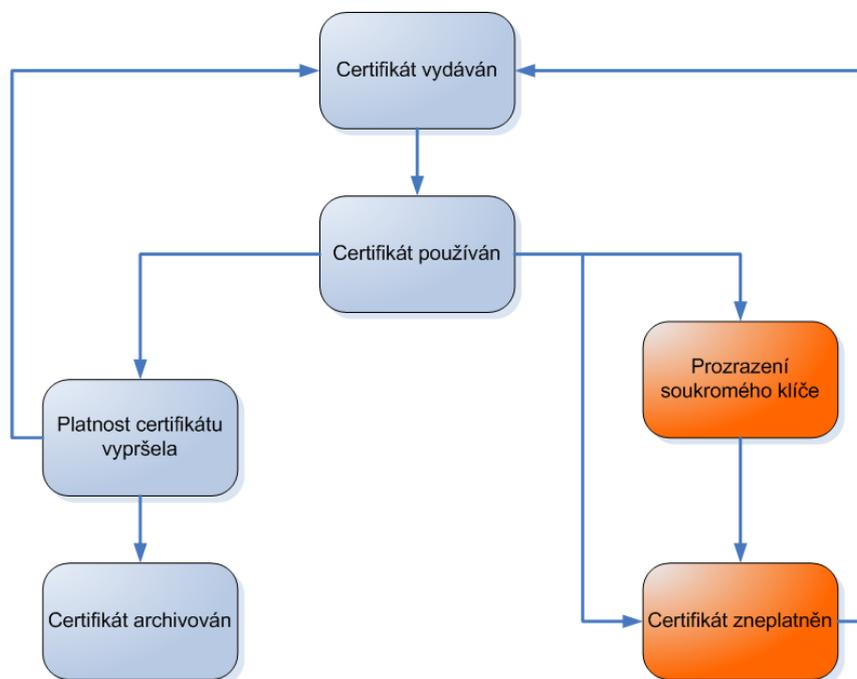 Certifikát vydáván
Certifikát používán
Prozrazení
soukromého klíče
Platnost certifikátu
vypršela
Certifikát archivován
Certifikát zneplatněn